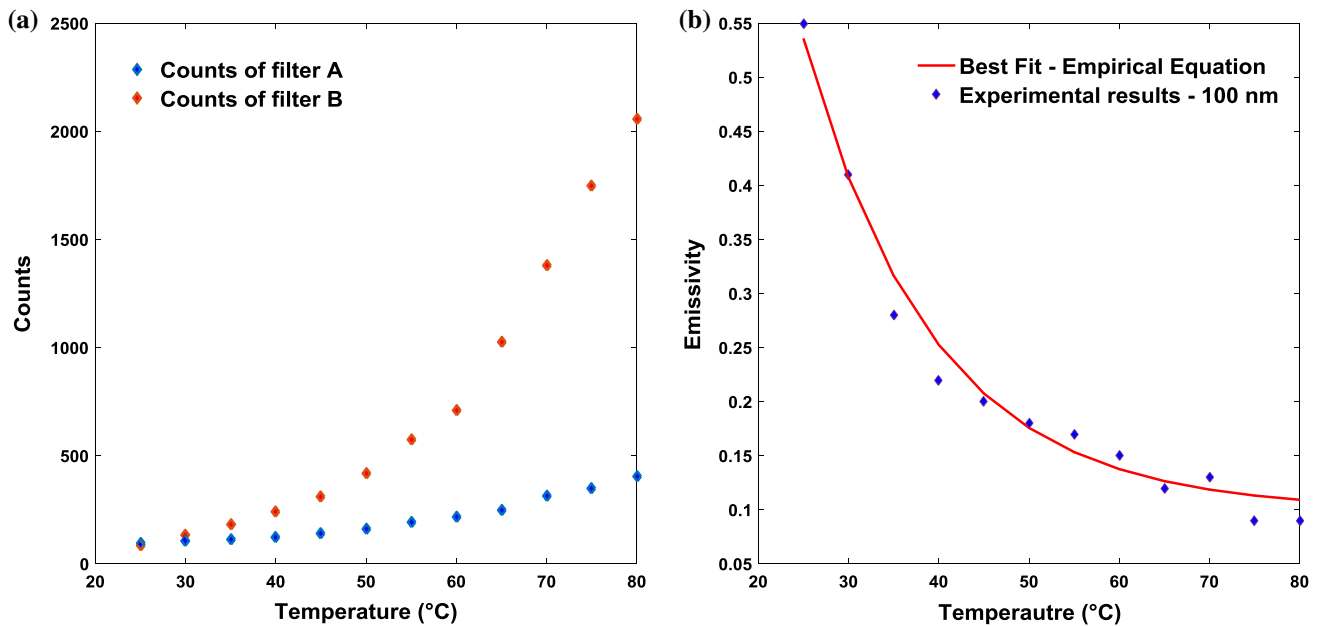 (a)
2500
2000
1500
1000
500
0
Counts
Counts of filter A
Counts of filter B
20 30 40 50 60 70 80
Temperature (°C)
(b)
0.55
0.5
0.45
0.4
0.35
0.3
0.25
0.2
0.15
0.1
0.05
Emissivity
Best Fit - Empirical Equation
Experimental results - 100 nm
20 30 40 50 60 70 80
Temperautre (°C)